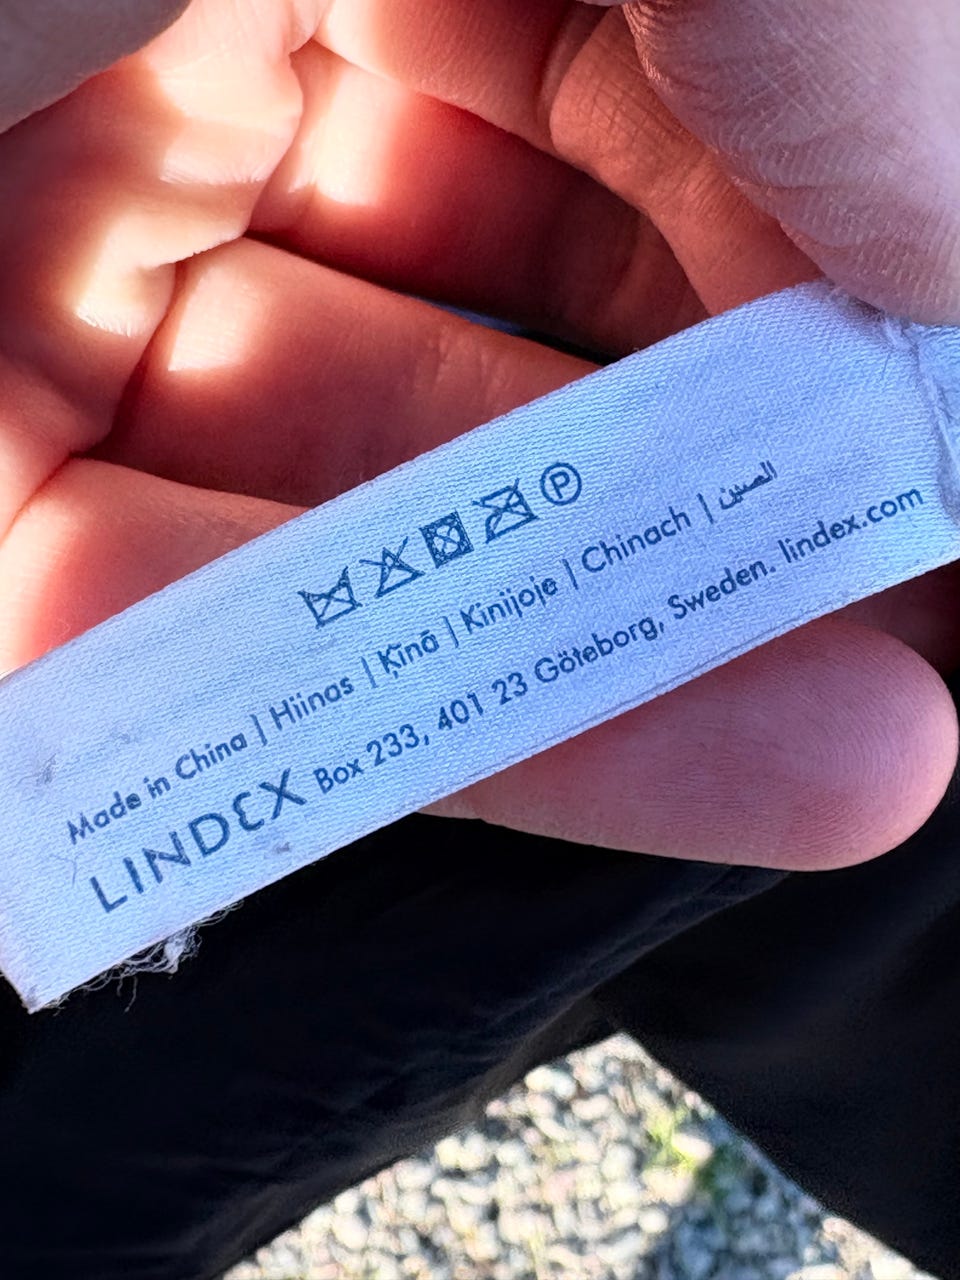 Ⓟ
Made in China | Hiinas | Ķīnā | Kinijoje | Chinach | الصين
LINDEX Box 233, 401 23 Göteborg, Sweden. lindex.com